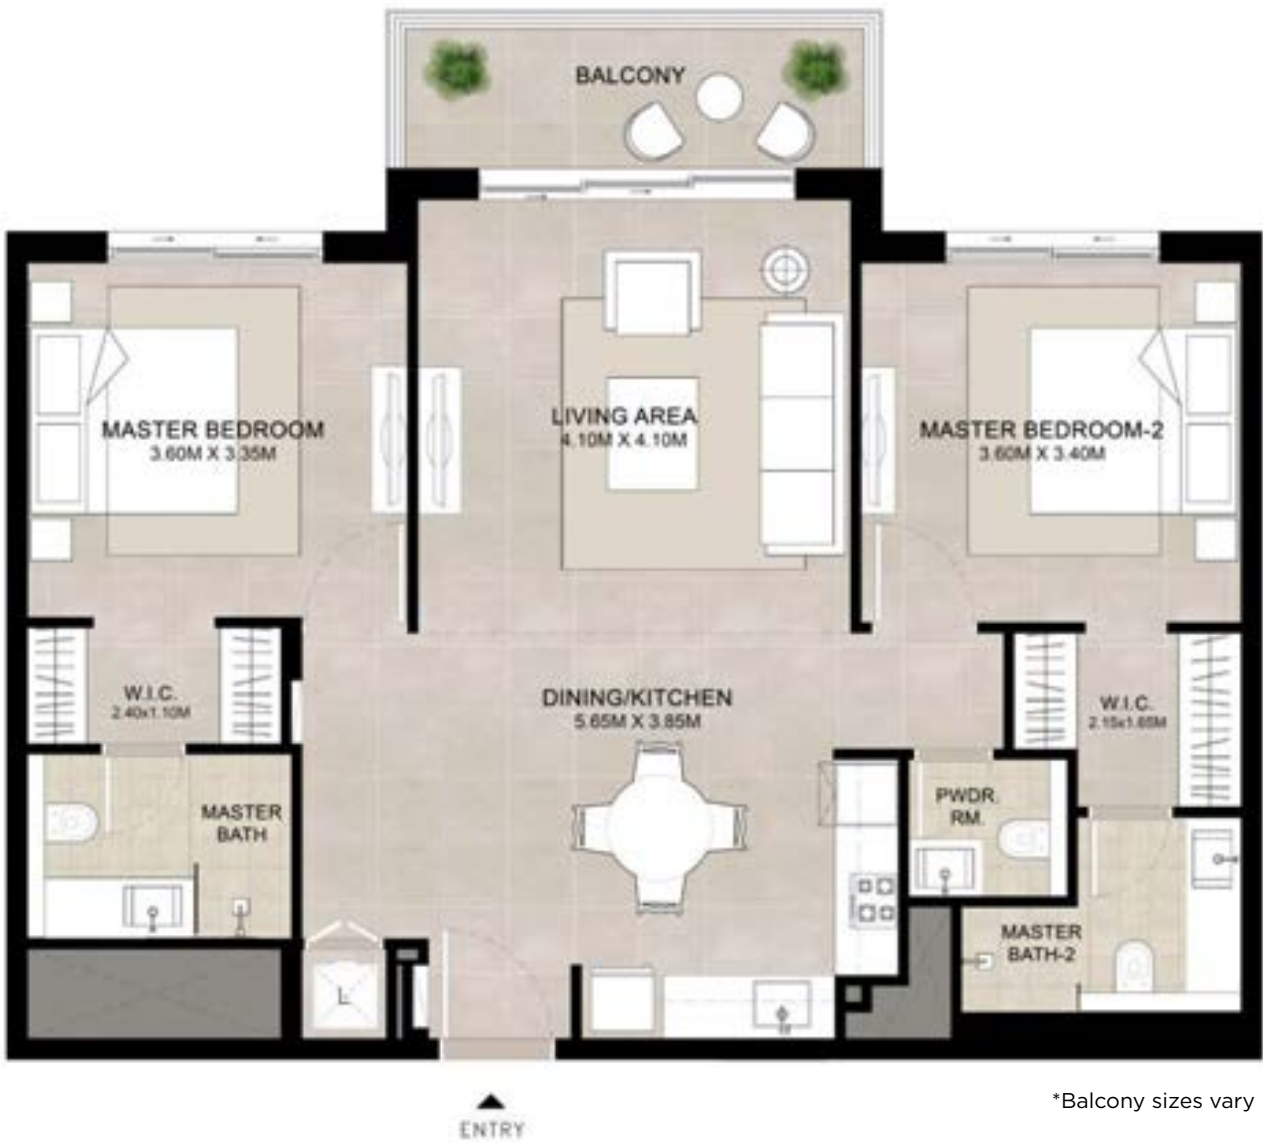 BALCONY
MASTER BEDROOM
3.60M X 3.35M
LIVING AREA
4.10M X 4.10M
MASTER BEDROOM-2
3.60M X 3.40M
W.I.C.
2.40x1.10M
DINING/KITCHEN
5.65M X 3.85M
W.I.C.
2.15x1.65M
MASTER
BATH
PWDR.
RM.
MASTER
BATH-2
L
ENTRY
*Balcony sizes vary